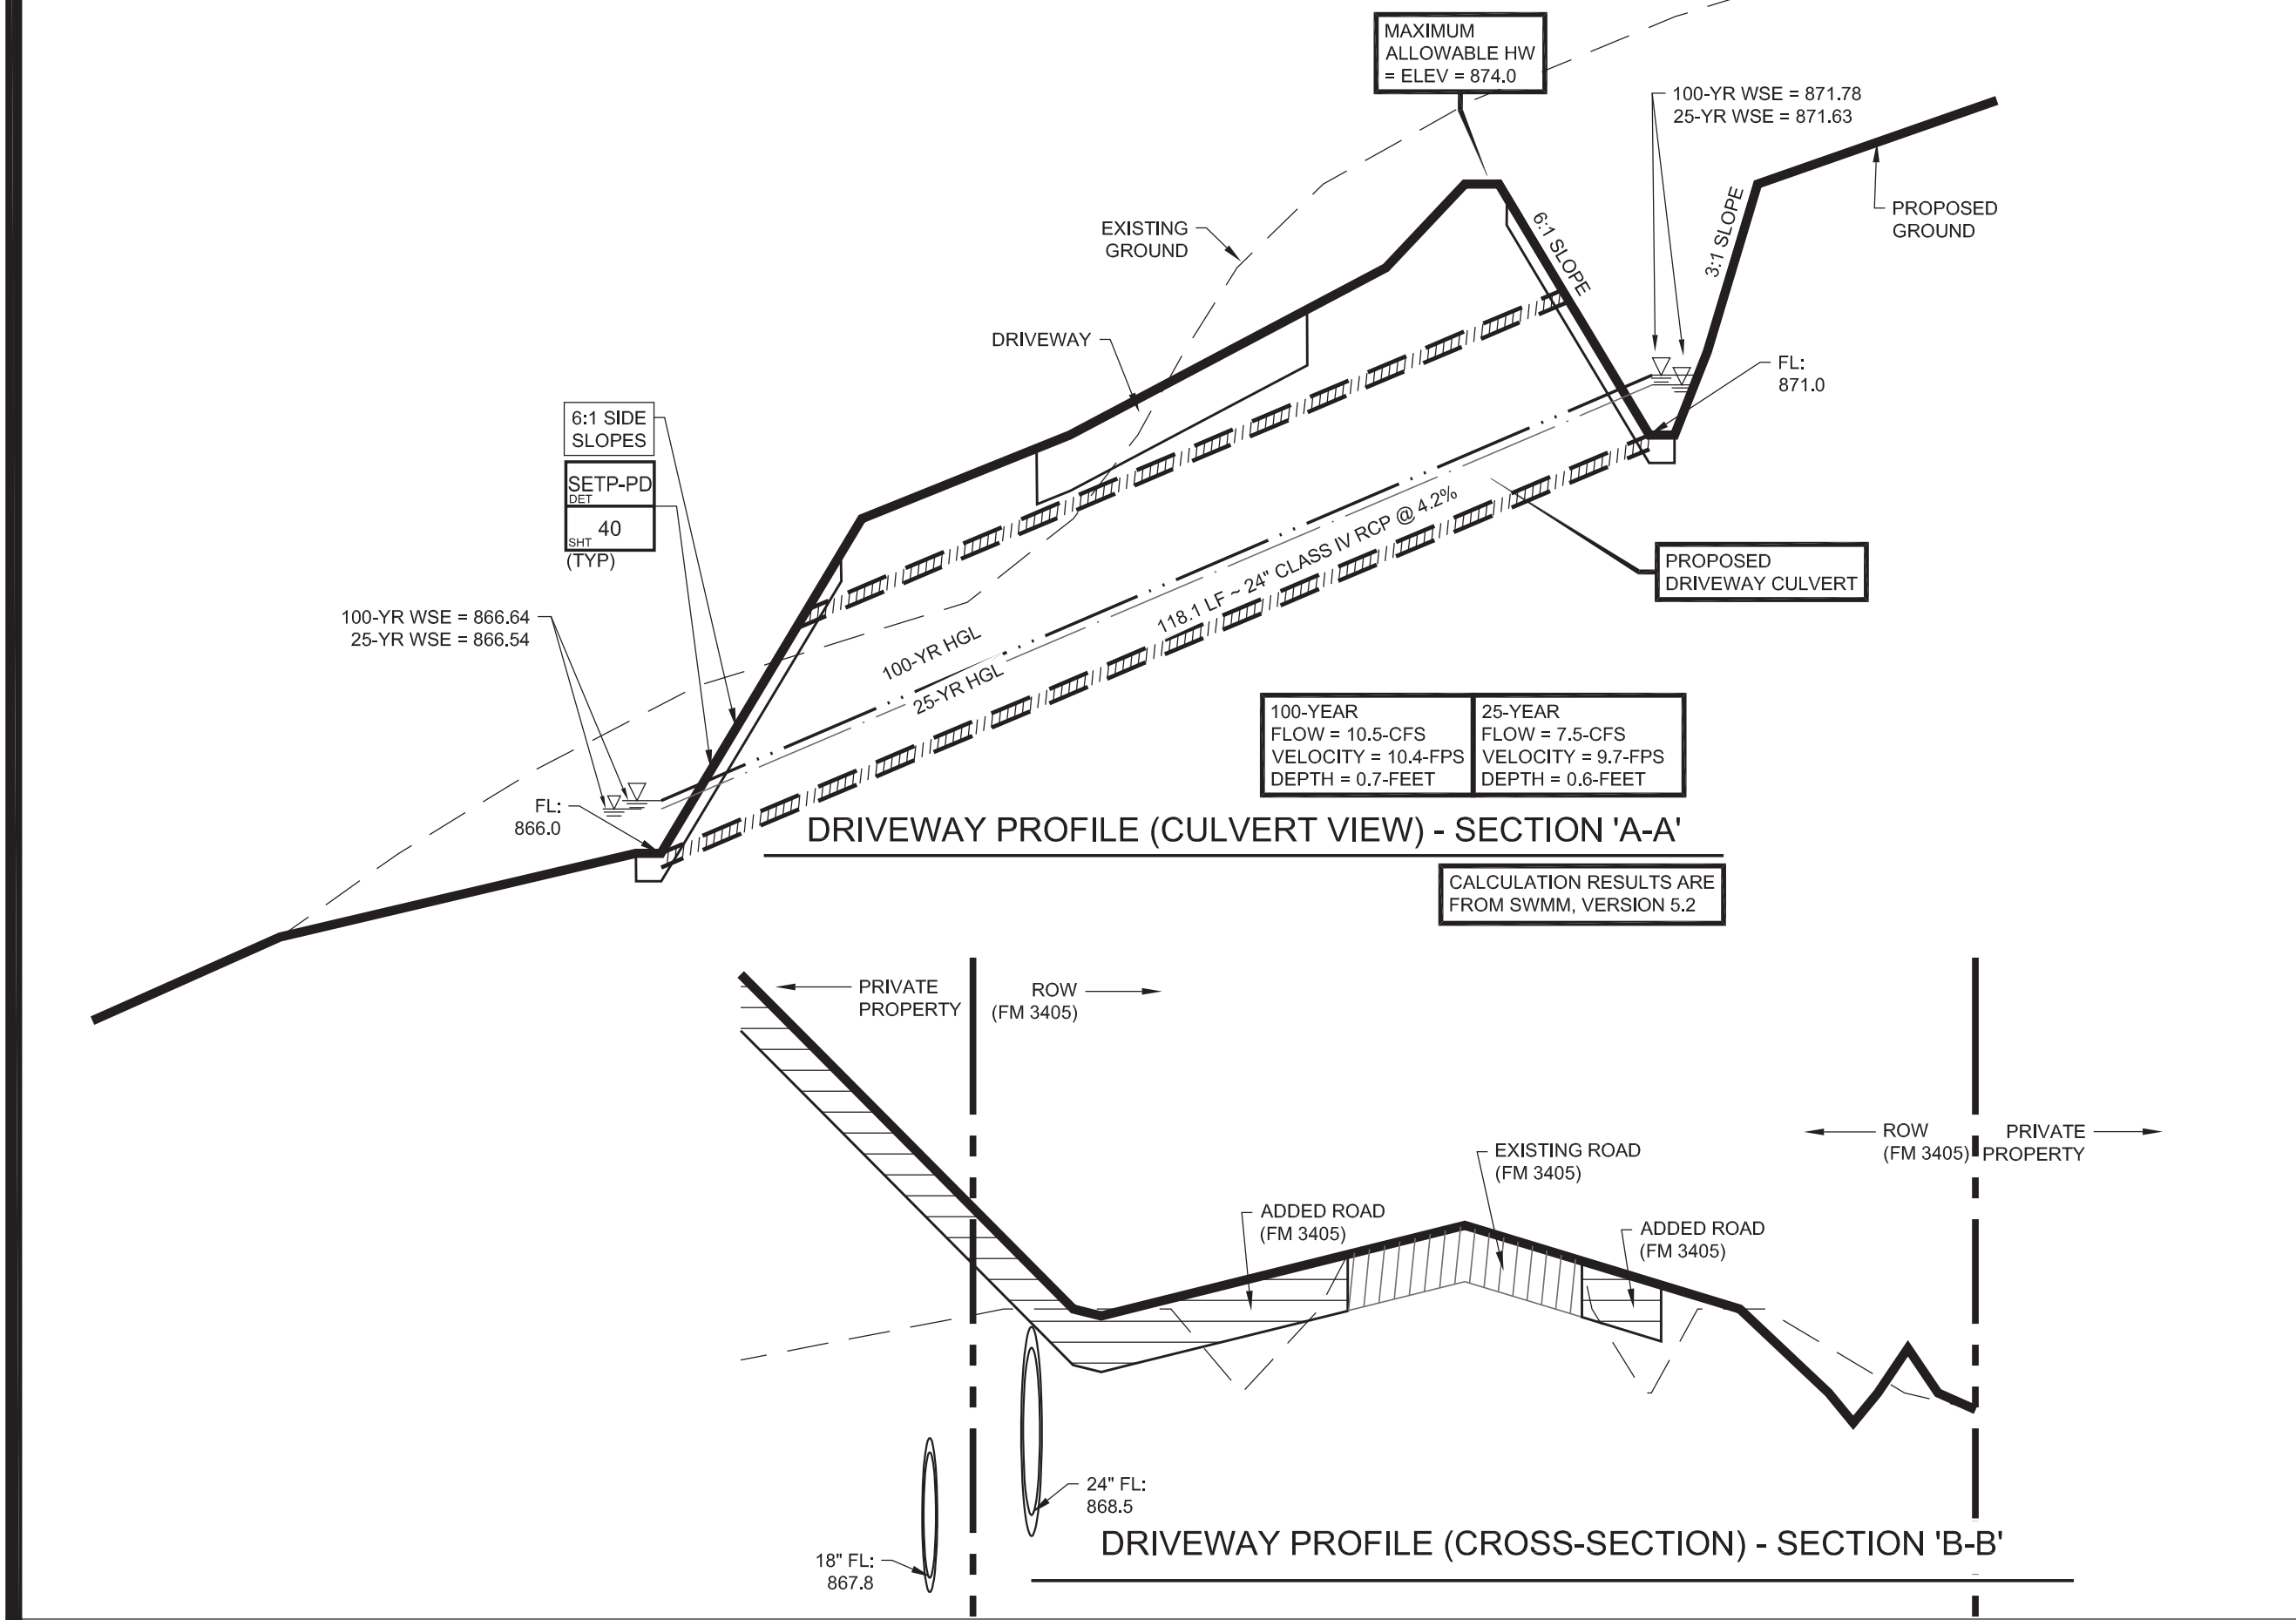 MAXIMUM
ALLOWABLE HW
= ELEV = 874.0
100-YR WSE = 871.78
25-YR WSE = 871.63
PROPOSED
GROUND
3:1 SLOPE
6:1 SLOPE
EXISTING
GROUND
DRIVEWAY
FL:
871.0
6:1 SIDE
SLOPES
SETP-PD
DET
40
SHT
(TYP)
118.1 LF ~ 24" CLASS IV RCP @ 4.2%
PROPOSED
DRIVEWAY CULVERT
100-YR WSE = 866.64
25-YR WSE = 866.54
100-YR HGL
25-YR HGL
FL:
866.0
100-YEAR
FLOW = 10.5-CFS
VELOCITY = 10.4-FPS
DEPTH = 0.7-FEET
25-YEAR
FLOW = 7.5-CFS
VELOCITY = 9.7-FPS
DEPTH = 0.6-FEET
DRIVEWAY PROFILE (CULVERT VIEW) - SECTION 'A-A'
CALCULATION RESULTS ARE
FROM SWMM, VERSION 5.2
PRIVATE
PROPERTY
ROW
(FM 3405)
ROW
(FM 3405)
PRIVATE
PROPERTY
EXISTING ROAD
(FM 3405)
ADDED ROAD
(FM 3405)
ADDED ROAD
(FM 3405)
24" FL:
868.5
18" FL:
867.8
DRIVEWAY PROFILE (CROSS-SECTION) - SECTION 'B-B'